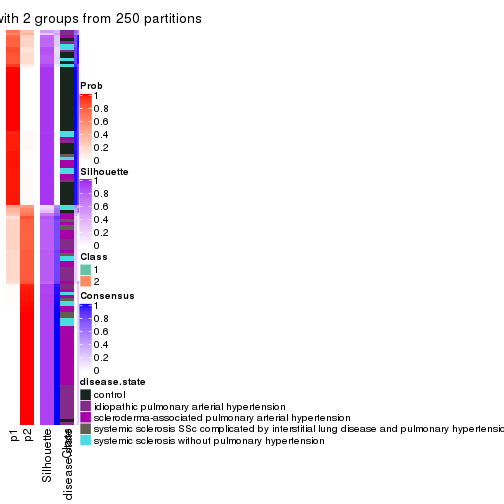 with 2 groups from 250 partitions
Prob
1
0.8
0.6
0.4
0.2
0
Silhouette
1
0.8
0.6
0.4
0.2
0
Class
1
2
Consensus
1
0.8
0.6
0.4
0.2
0
disease.state
control
idiopathic pulmonary arterial hypertension
scleroderma-associated pulmonary arterial hypertension
systemic sclerosis SSc complicated by interstitial lung disease and pulmonary hypertensio
systemic sclerosis without pulmonary hypertension
p1
p2
Silhouette
Class
disease.state